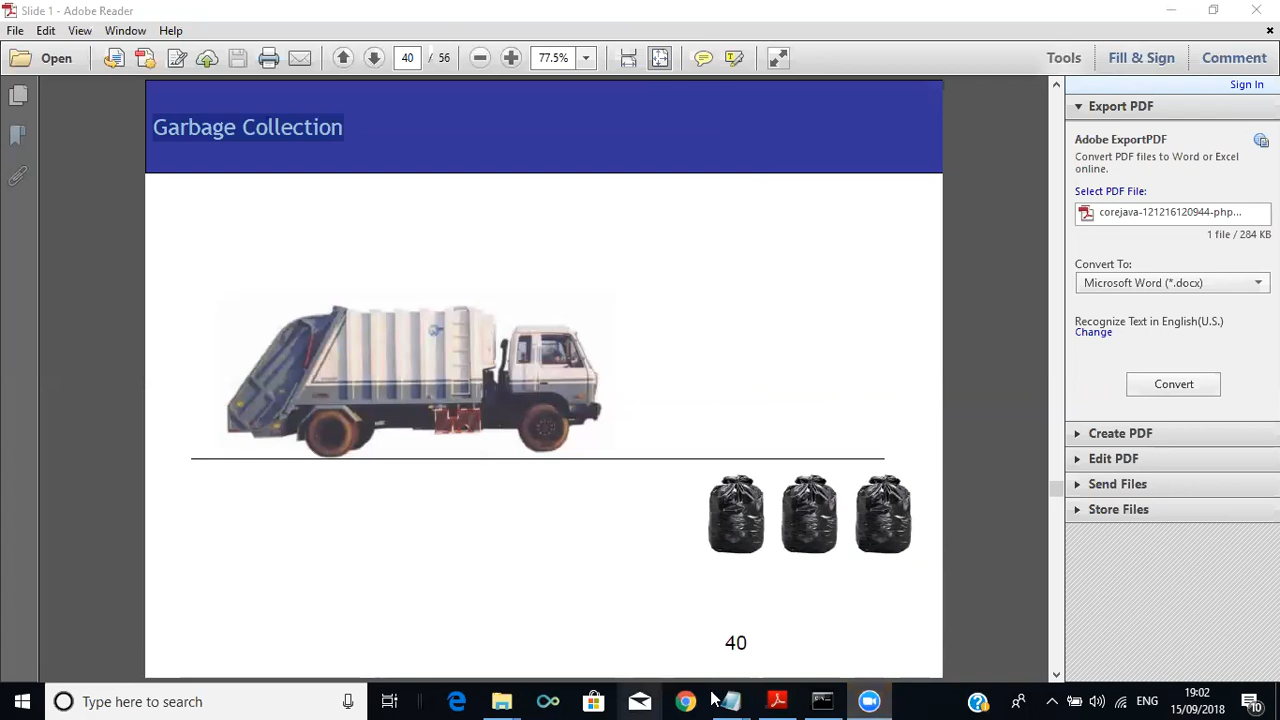 Slide 1 - Adobe Reader
File Edit View Window Help
Open 40 / 56 77.5% Tools Fill & Sign Comment
Sign In
Garbage Collection
40
Export PDF
Adobe ExportPDF
Convert PDF files to Word or Excel
online.
Select PDF File:
corejava-121216120944-php...
1 file / 284 KB
Convert To:
Microsoft Word (*.docx)
Recognize Text in English(U.S.)
Change
Convert
Create PDF
Edit PDF
Send Files
Store Files
Type here to search
ENG
19:02
15/09/2018
10